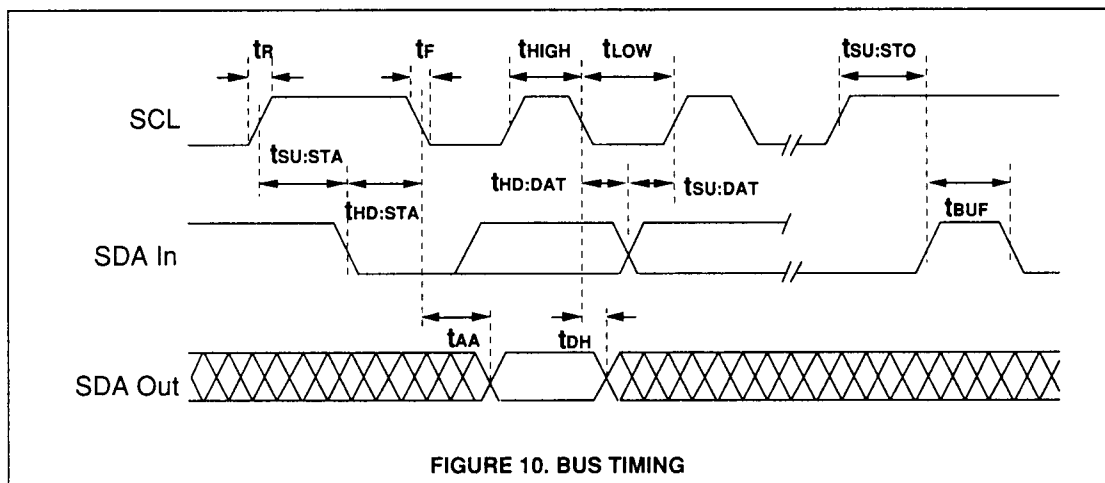 tR tF tHIGH tLOW tSU:STO
SCL
tSU:STA tHD:DAT tSU:DAT
tHD:STA tBUF
SDA In
tAA tDH
SDA Out
FIGURE 10. BUS TIMING